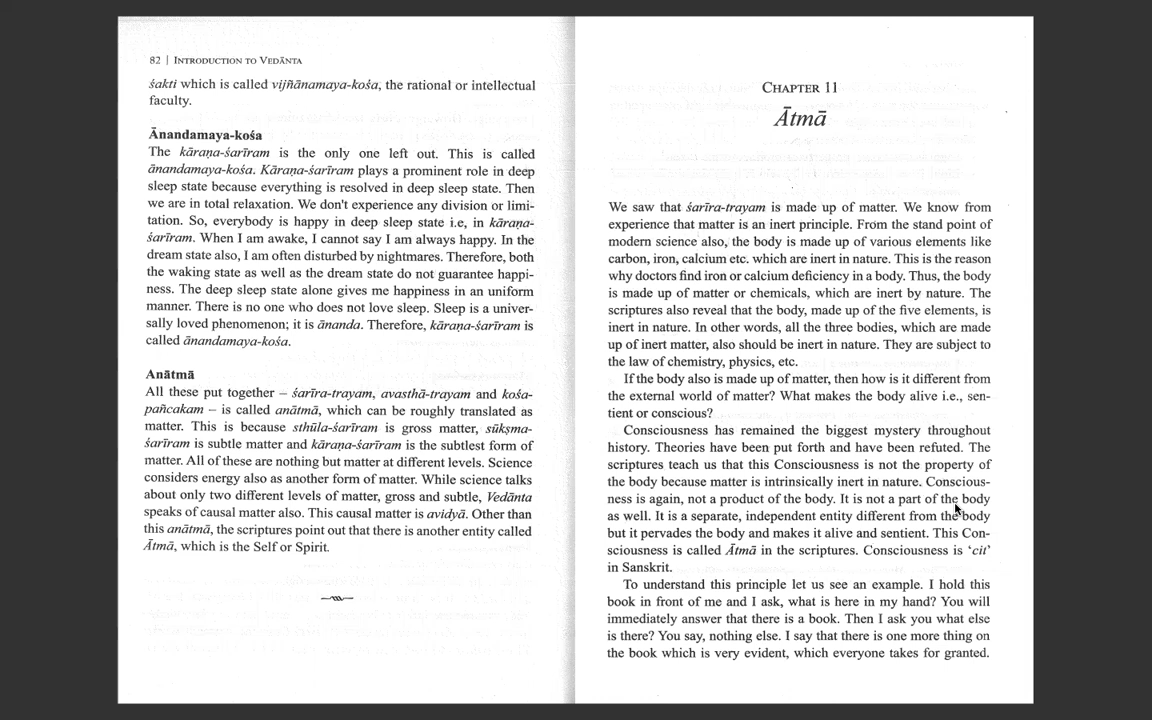 82 | Introduction to Vedānta
śakti which is called vijñānamaya-kośa, the rational or intellectual
faculty.
Ānandamaya-kośa
The kāraṇa-śarīram is the only one left out. This is called
ānandamaya-kośa. Kāraṇa-śarīram plays a prominent role in deep
sleep state because everything is resolved in deep sleep state. Then
we are in total relaxation. We don't experience any division or limi-
tation. So, everybody is happy in deep sleep state i.e, in kāraṇa-
śarīram. When I am awake, I cannot say I am always happy. In the
dream state also, I am often disturbed by nightmares. Therefore, both
the waking state as well as the dream state do not guarantee happi-
ness. The deep sleep state alone gives me happiness in an uniform
manner. There is no one who does not love sleep. Sleep is a univer-
sally loved phenomenon; it is ānanda. Therefore, kāraṇa-śarīram is
called ānandamaya-kośa.
Anātmā
All these put together – śarīra-trayam, avasthā-trayam and kośa-
pañcakam – is called anātmā, which can be roughly translated as
matter. This is because sthūla-śarīram is gross matter, sūkṣma-
śarīram is subtle matter and kāraṇa-śarīram is the subtlest form of
matter. All of these are nothing but matter at different levels. Science
considers energy also as another form of matter. While science talks
about only two different levels of matter, gross and subtle, Vedānta
speaks of causal matter also. This causal matter is avidyā. Other than
this anātmā, the scriptures point out that there is another entity called
Ātmā, which is the Self or Spirit.
Chapter 11
Ātmā
We saw that śarīra-trayam is made up of matter. We know from
experience that matter is an inert principle. From the stand point of
modern science also, the body is made up of various elements like
carbon, iron, calcium etc. which are inert in nature. This is the reason
why doctors find iron or calcium deficiency in a body. Thus, the body
is made up of matter or chemicals, which are inert by nature. The
scriptures also reveal that the body, made up of the five elements, is
inert in nature. In other words, all the three bodies, which are made
up of inert matter, also should be inert in nature. They are subject to
the law of chemistry, physics, etc.
If the body also is made up of matter, then how is it different from
the external world of matter? What makes the body alive i.e., sen-
tient or conscious?
Consciousness has remained the biggest mystery throughout
history. Theories have been put forth and have been refuted. The
scriptures teach us that this Consciousness is not the property of
the body because matter is intrinsically inert in nature. Conscious-
ness is again, not a product of the body. It is not a part of the body
as well. It is a separate, independent entity different from the body
but it pervades the body and makes it alive and sentient. This Con-
sciousness is called Ātmā in the scriptures. Consciousness is ‘cit’
in Sanskrit.
To understand this principle let us see an example. I hold this
book in front of me and I ask, what is here in my hand? You will
immediately answer that there is a book. Then I ask you what else
is there? You say, nothing else. I say that there is one more thing on
the book which is very evident, which everyone takes for granted.